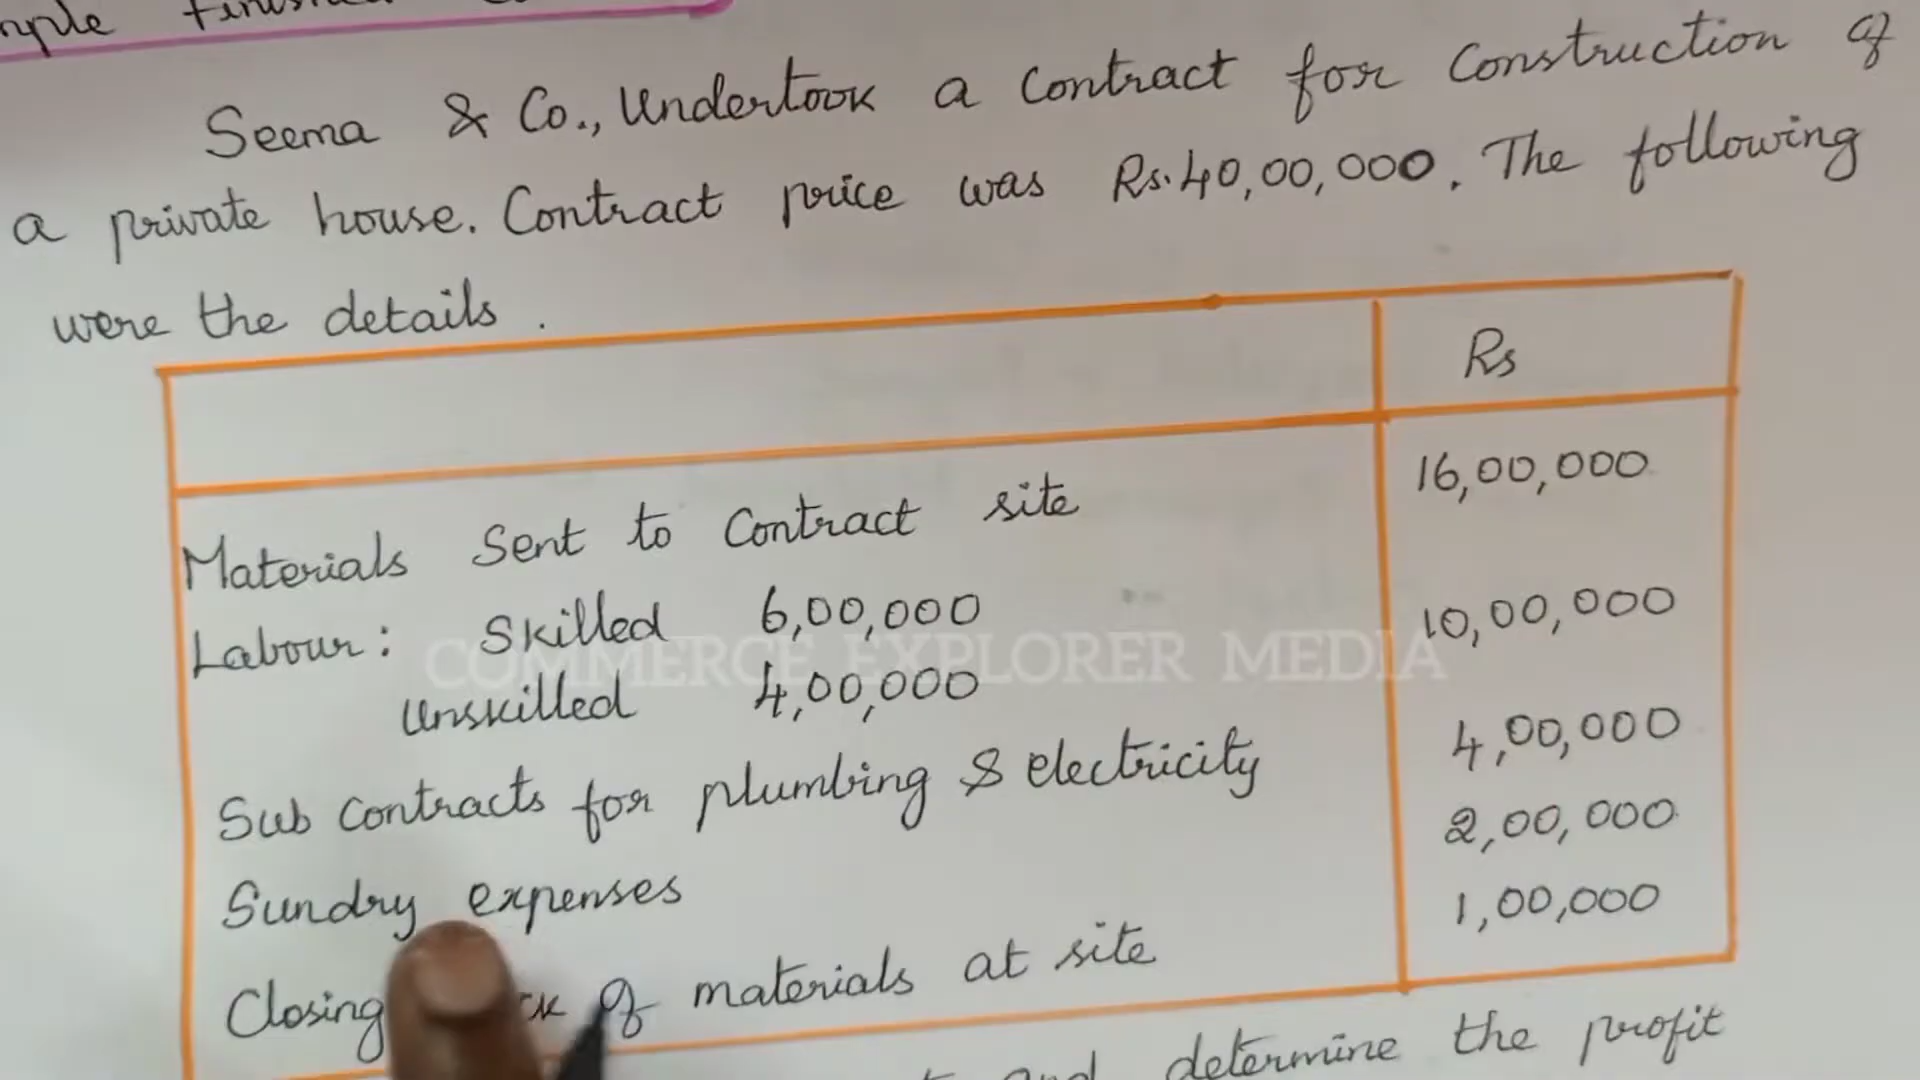 Seema & Co., Undertook a Contract for Construction of
a private house. Contract price was Rs.40,00,000. The following
were the details.
Rs
Materials Sent to Contract site 16,00,000
Labour: Skilled 6,00,000 10,00,000
Unskilled 4,00,000
Sub Contracts for plumbing & electricity 4,00,000
Sundry expenses 2,00,000
Closing of materials at site 1,00,000
and determine the profit
COMMERCE EXPLORER MEDIA